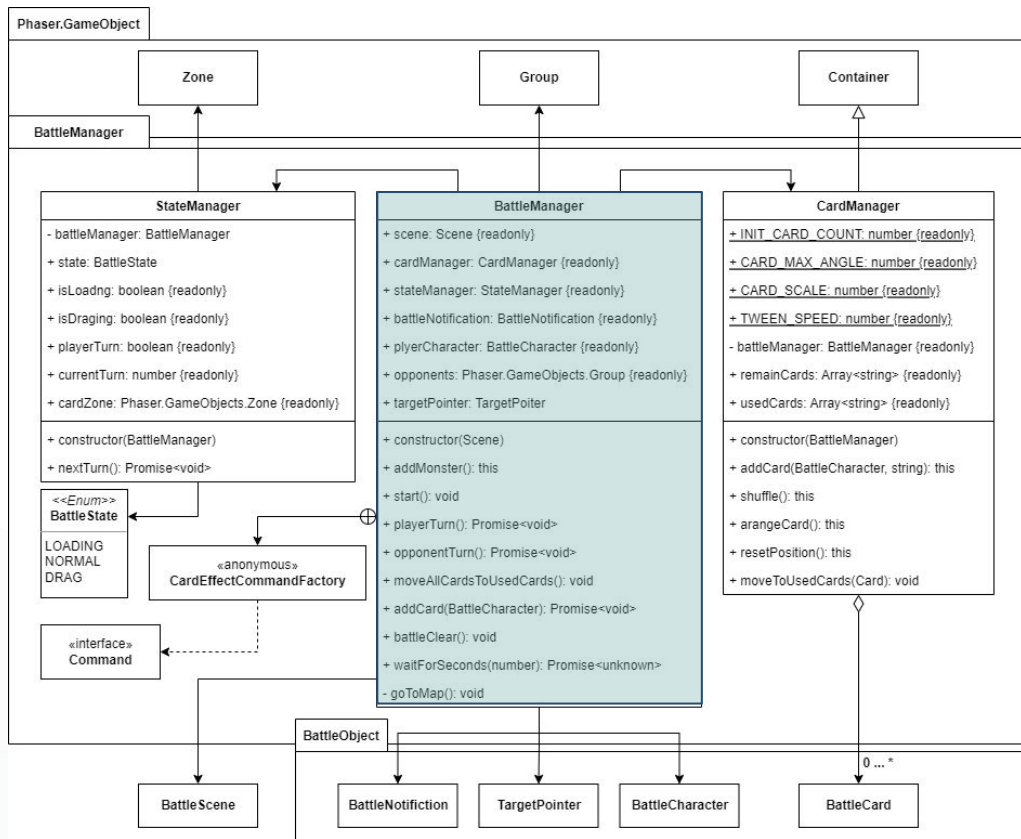 Phaser.GameObject
Zone
Group
Container
BattleManager
StateManager
- battleManager: BattleManager
+ state: BattleState
+ isLoadng: boolean {readonly}
+ isDraging: boolean {readonly}
+ playerTurn: boolean {readonly}
+ currentTurn: number {readonly}
+ cardZone: Phaser.GameObjects.Zone {readonly}
+ constructor(BattleManager)
+ nextTurn(): Promise<void>
BattleManager
+ scene: Scene {readonly}
+ cardManager: CardManager {readonly}
+ stateManager: StateManager {readonly}
+ battleNotification: BattleNotification {readonly}
+ plyerCharacter: BattleCharacter {readonly}
+ opponents: Phaser.GameObjects.Group {readonly}
+ targetPointer: TargetPoiter
+ constructor(Scene)
+ addMonster(): this
+ start(): void
+ playerTurn(): Promise<void>
+ opponentTurn(): Promise<void>
+ moveAllCardsToUsedCards(): void
+ addCard(BattleCharacter): Promise<void>
+ battleClear(): void
+ waitForSeconds(number): Promise<unknown>
- goToMap(): void
CardManager
+ INIT_CARD_COUNT: number {readonly}
+ CARD_MAX_ANGLE: number {readonly}
+ CARD_SCALE: number {readonly}
+ TWEEN_SPEED: number {readonly}
- battleManager: BattleManager {readonly}
+ remainCards: Array<string> {readonly}
+ usedCards: Array<string> {readonly}
+ constructor(BattleManager)
+ addCard(BattleCharacter, string): this
+ shuffle(): this
+ arangeCard(): this
+ resetPosition(): this
+ moveToUsedCards(Card): void
<<Enum>>
BattleState
LOADING
NORMAL
DRAG
«anonymous»
CardEffectCommandFactory
«interface»
Command
BattleObject
0 ... *
BattleScene
BattleNotifiction
TargetPointer
BattleCharacter
BattleCard